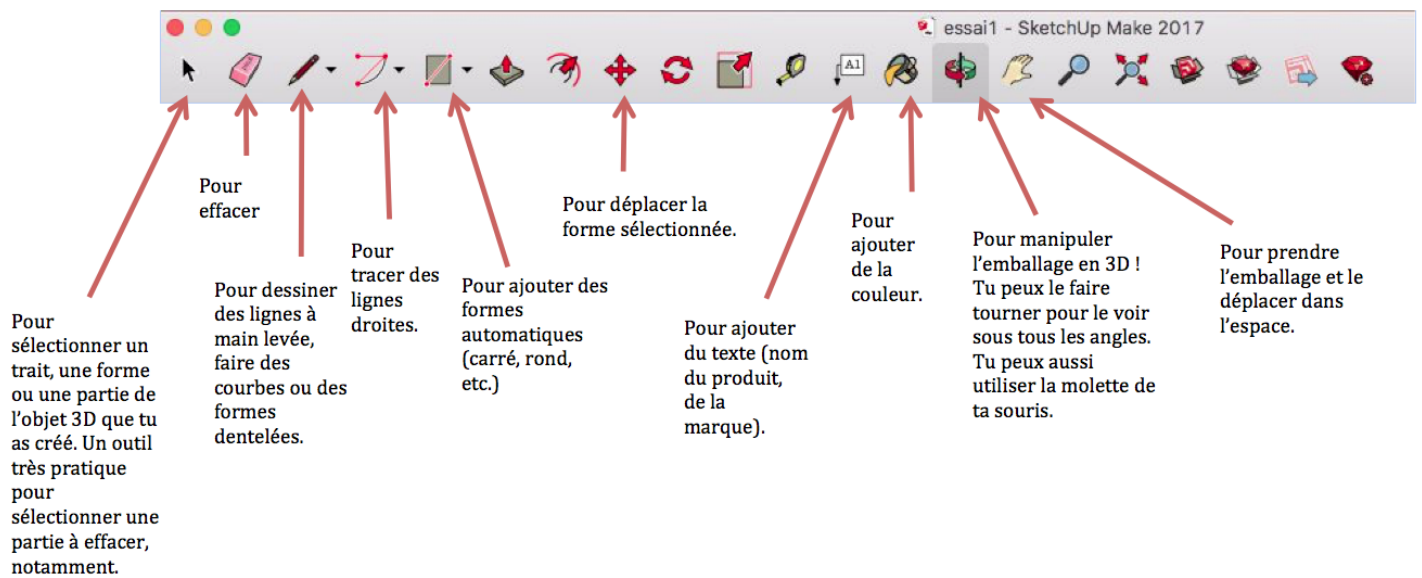 essai1 - SketchUp Make 2017
A1
Pour
sélectionner un
trait, une forme
ou une partie de
l'objet 3D que tu
as créé. Un outil
très pratique
pour
sélectionner une
partie à effacer,
notamment.
Pour
effacer
Pour dessiner
des lignes à
main levée,
faire des
courbes ou des
formes
dentelées.
Pour
tracer des
lignes
droites.
Pour ajouter des
formes
automatiques
(carré, rond,
etc.)
Pour déplacer la
forme sélectionnée.
Pour ajouter
du texte (nom
du produit,
de la
marque).
Pour
ajouter
de la
couleur.
Pour manipuler
l'emballage en 3D !
Tu peux le faire
tourner pour le voir
sous tous les angles.
Tu peux aussi
utiliser la molette de
ta souris.
Pour prendre
l'emballage et le
déplacer dans
l'espace.